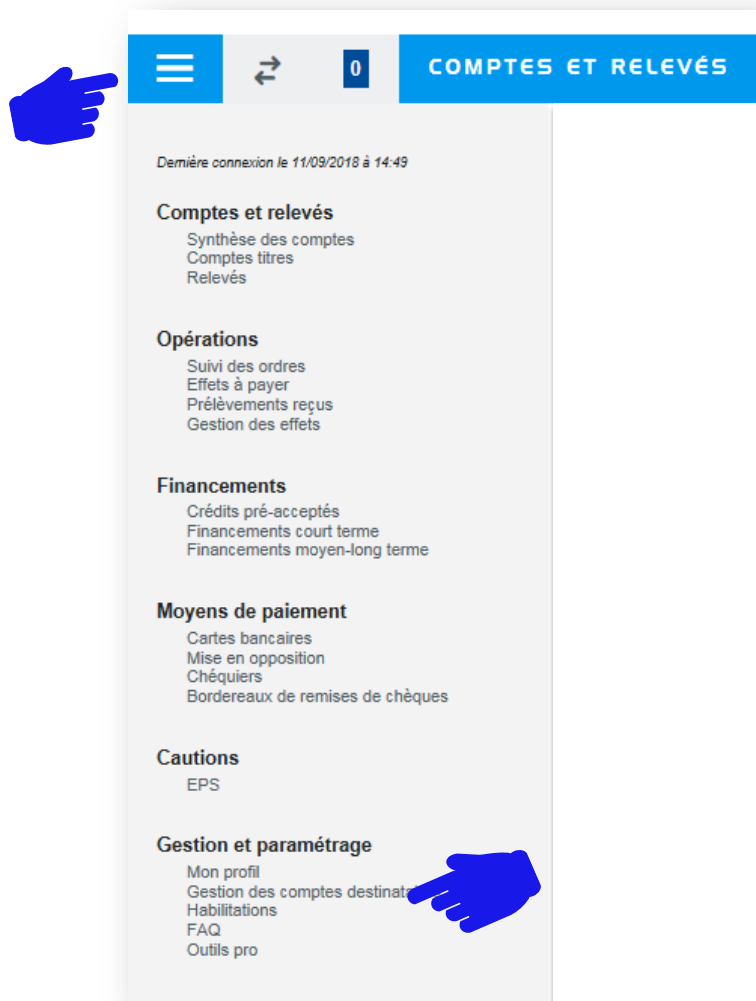 0
COMPTES ET RELEVÉS
Dernière connexion le 11/09/2018 à 14:49
Comptes et relevés
Synthèse des comptes
Comptes titres
Relevés
Opérations
Suivi des ordres
Effets à payer
Prélèvements reçus
Gestion des effets
Financements
Crédits pré-acceptés
Financements court terme
Financements moyen-long terme
Moyens de paiement
Cartes bancaires
Mise en opposition
Chéquiers
Bordereaux de remises de chèques
Cautions
EPS
Gestion et paramétrage
Mon profil
Gestion des comptes
Habilitations
FAQ
Outils pro